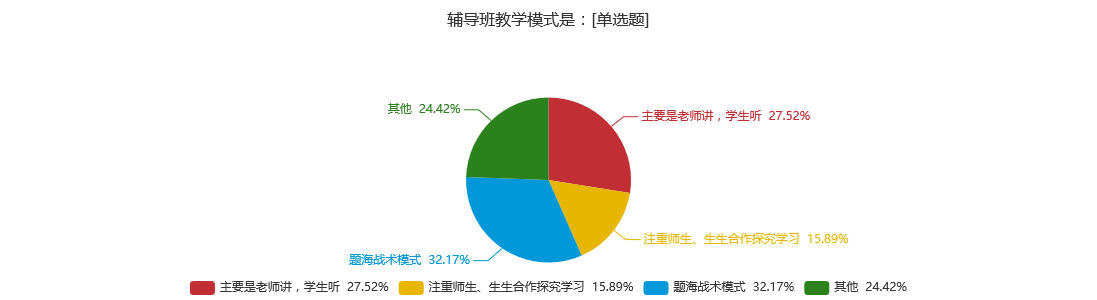 辅导班教学模式是：[单选题]
其他 24.42%
主要是老师讲，学生听 27.52%
注重师生、生生合作探究学习 15.89%
题海战术模式 32.17%
主要是老师讲，学生听 27.52% 注重师生、生生合作探究学习 15.89% 题海战术模式 32.17% 其他 24.42%